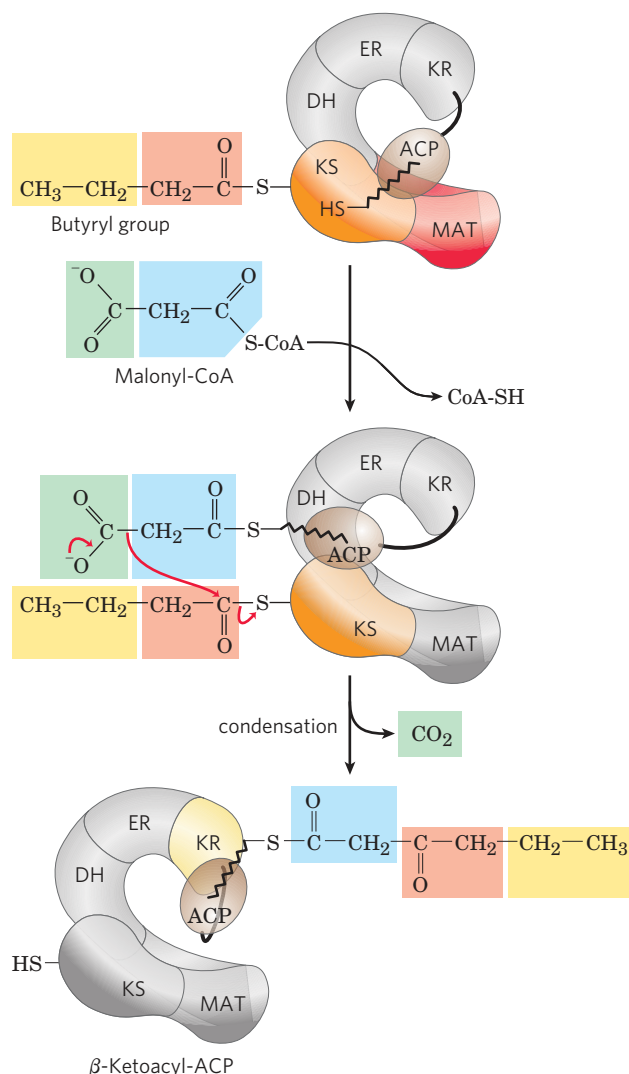 ER
KR
DH
ACP
KS
HS
MAT
O
CH₃—CH₂—CH₂—C—S—
Butyryl group
⁻O
O
C—CH₂—C
O
S-CoA
Malonyl-CoA
CoA-SH
ER
KR
DH
O
O
C—CH₂—C—S—
⁻O
ACP
CH₃—CH₂—CH₂—C—S—
O
KS
MAT
condensation
CO₂
O
ER
KR
—S—C—CH₂—C—CH₂—CH₂—CH₃
O
DH
ACP
HS—
KS
MAT
β-Ketoacyl-ACP